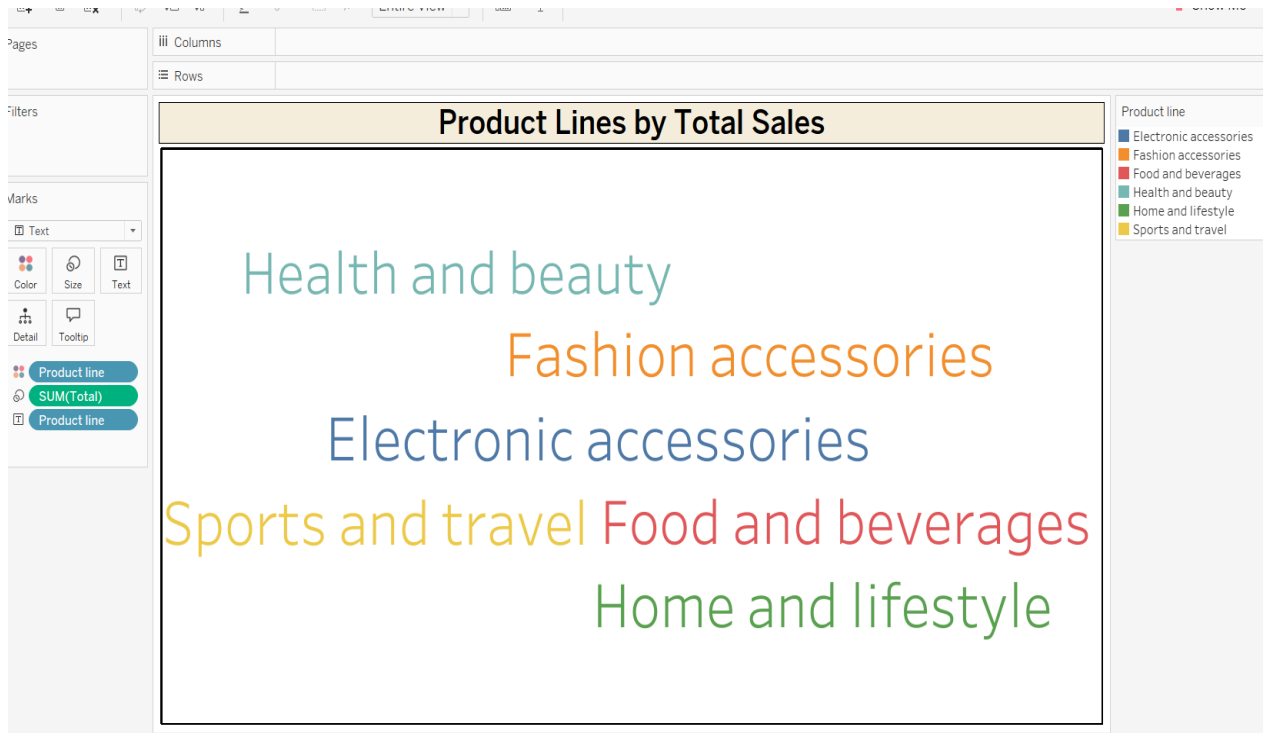 Entire View
Show Me
Pages
Columns
Rows
Filters
Product Lines by Total Sales
Product line
Electronic accessories
Fashion accessories
Food and beverages
Health and beauty
Home and lifestyle
Sports and travel
Marks
Text
Color
Size
Text
Detail
Tooltip
Product line
SUM(Total)
Product line
Health and beauty
Fashion accessories
Electronic accessories
Sports and travel Food and beverages
Home and lifestyle